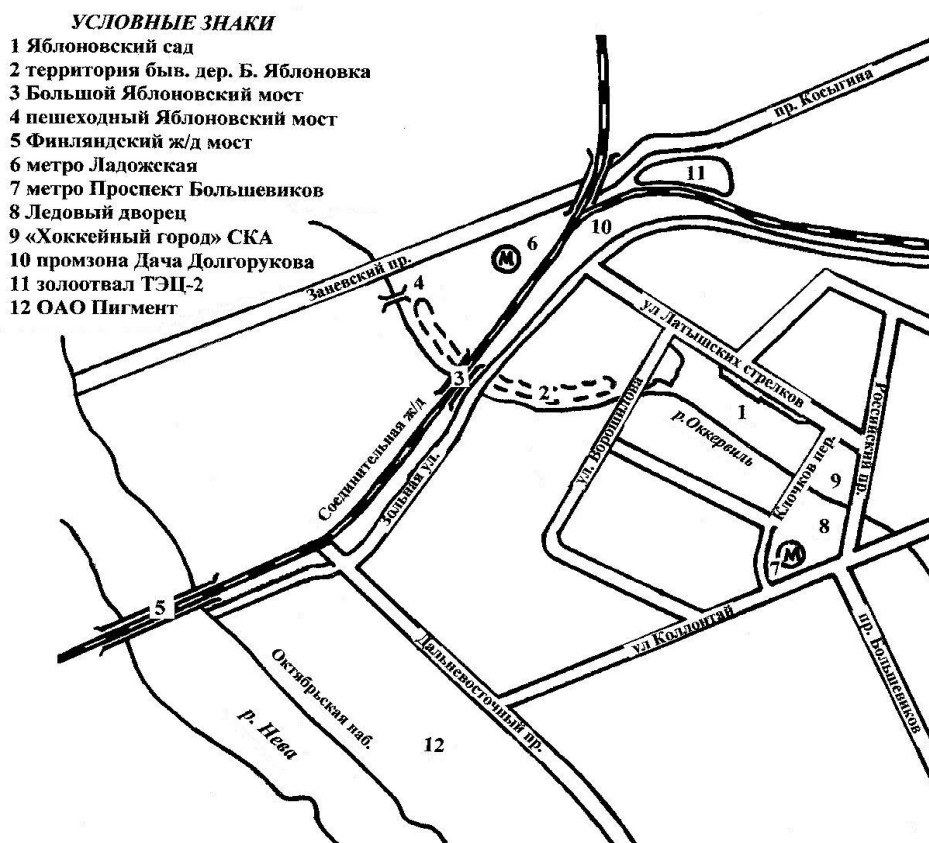 УСЛОВНЫЕ ЗНАКИ
1 Яблоновский сад
2 территория быв. дер. Б. Яблоновка
3 Большой Яблоновский мост
4 пешеходный Яблоновский мост
5 Финляндский ж/д мост
6 метро Ладожская
7 метро Проспект Большевиков
8 Ледовый дворец
9 «Хоккейный город» СКА
10 промзона Дача Долгорукова
11 золоотвал ТЭЦ-2
12 ОАО Пигмент
пр. Косыгина
11
10
6
М
Заневский пр.
4
ул Латышских стрелков
3
2
1
Российский пр.
ул. Ворошилова
р.Оккервиль
Соединительная ж/д
Зольная ул.
Клочков пер.
9
8
М
7
5
ул Коллонтай
пр. Большевиков
Дальневосточный пр.
Октябрьская наб.
р. Нева
12